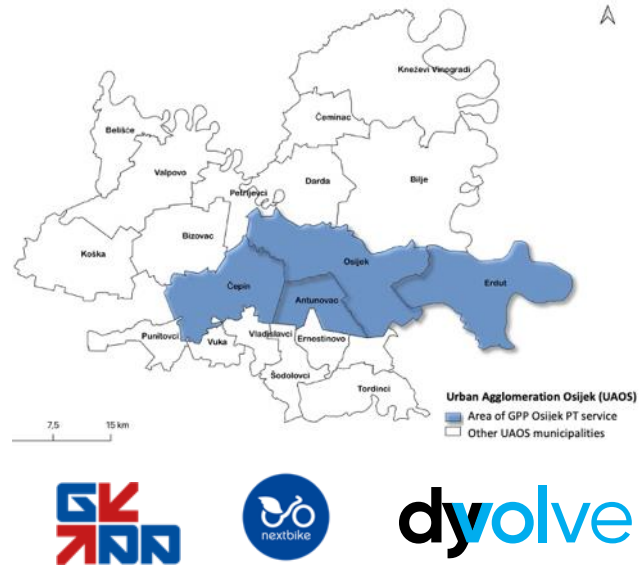 Kneževi Vinogradi
Čeminac
Belišće
Valpovo
Darda
Bilje
Petrijevci
Bizovac
Koška
Osijek
Čepin
Erdut
Antunovac
Punitovci
Vuka
Vladislavci
Ernestinovo
Šodolovci
Tordinci
Urban Agglomeration Osijek (UAOS)
Area of GPP Osijek PT service
Other UAOS municipalities
7,5
15 km
nextbike
dyvolve